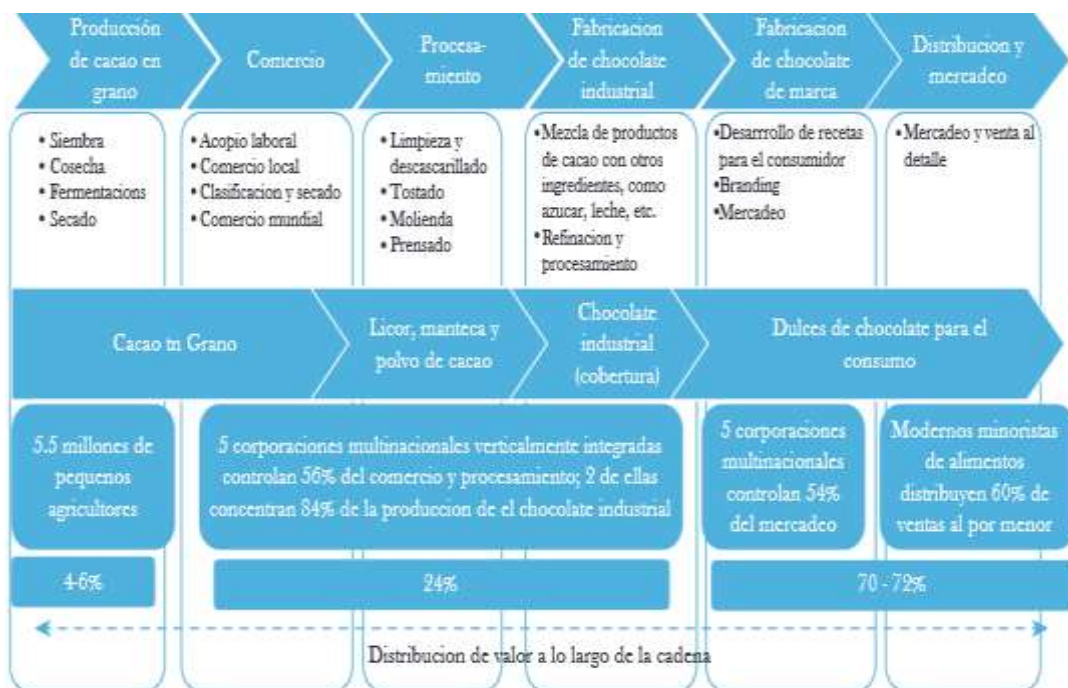 Producción
de cacao en
grano
Comercio
Procesa-
miento
Fabricacion
de chocolate
industrial
Fabricacion
de chocolate
de marca
Distribucion y
mercadeo
• Siembra
• Cosecha
• Fermentacions
• Secado
• Acopio laboral
• Comercio local
• Clasificacion y secado
• Comercio mundial
• Limpieza y
descascarillado
• Tostado
• Molienda
• Prensado
• Mezcla de productos
de cacao con otros
ingredientes, como
azucar, leche, etc.
• Refinacion y
procesamiento
• Desarrollo de recetas
para el consumidor
• Branding
• Mercadeo
• Mercadeo y venta al
detalle
Cacao tn Grano
Licor, manteca y
polvo de cacao
Chocolate
industrial
(cobertura)
Dulces de chocolate para el
consumo
5.5 millones de
pequenos
agricultores
5 corporaciones multinacionales verticalmente integradas
controlan 56% del comercio y procesamiento; 2 de ellas
concentran 84% de la produccion de el chocolate industrial
5 corporaciones
multinacionales
controlan 54%
del mercadeo
Modernos minoristas
de alimentos
distribuyen 60% de
ventas al por menor
4-6%
24%
70 - 72%
Distribucion de valor a lo largo de la cadena